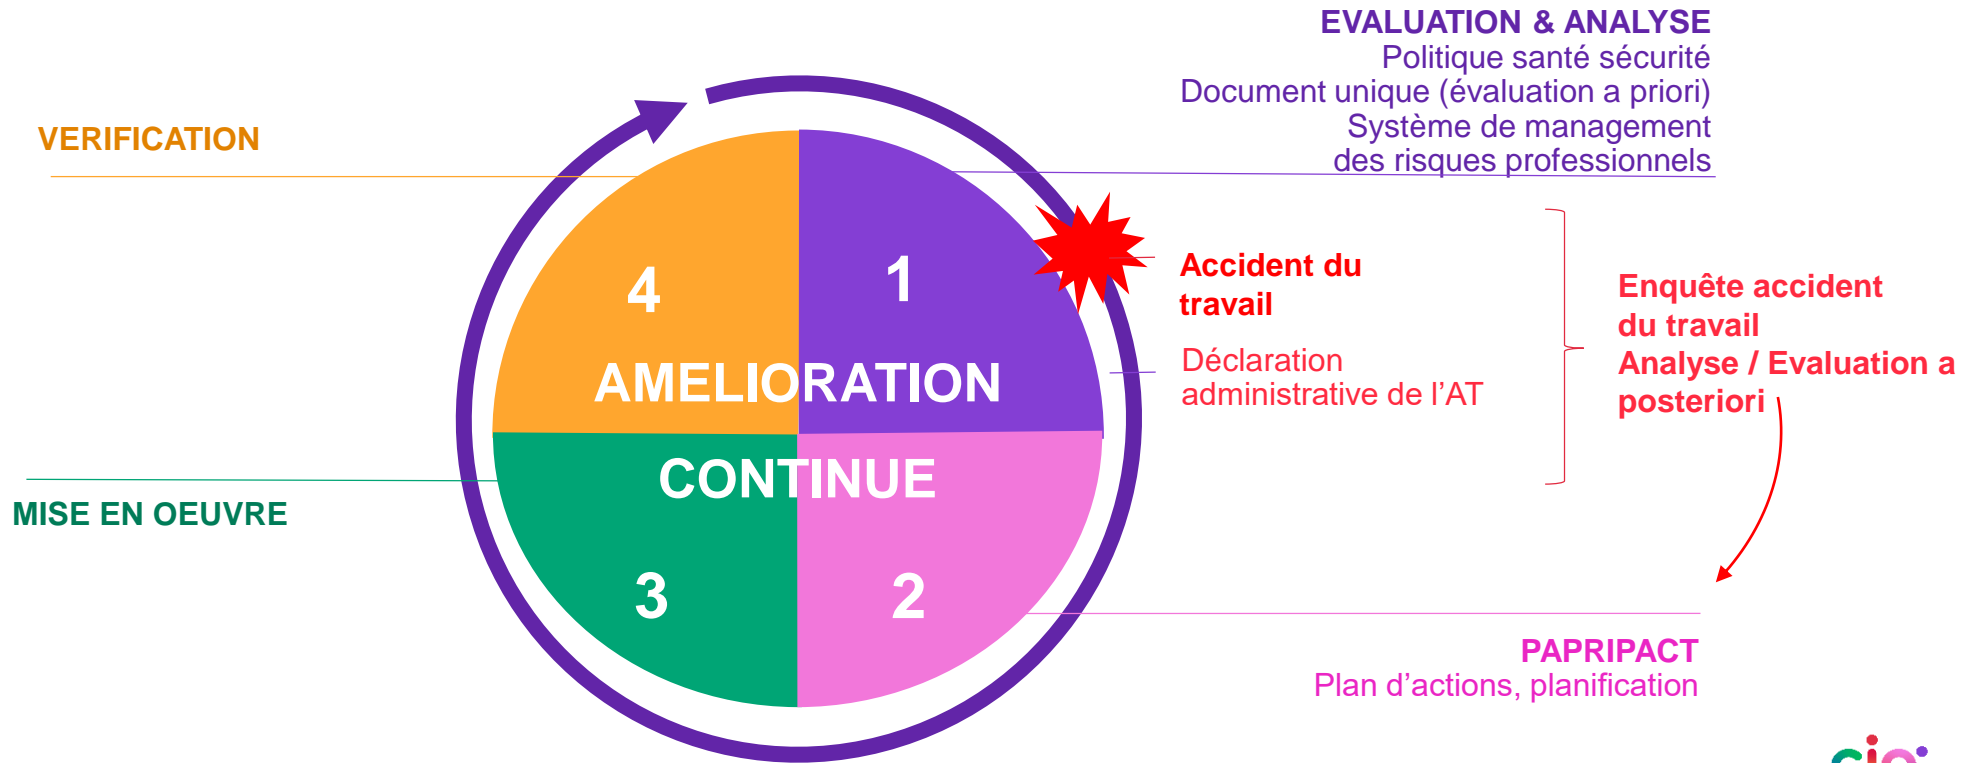 EVALUATION & ANALYSE
Politique santé sécurité
Document unique (évaluation a priori)
Système de management
des risques professionnels
VERIFICATION
4
1
Accident du
travail
Déclaration
administrative de l’AT
Enquête accident
du travail
Analyse / Evaluation a
posteriori
AMELIORATION
CONTINUE
MISE EN OEUVRE
3
2
PAPRIPACT
Plan d’actions, planification